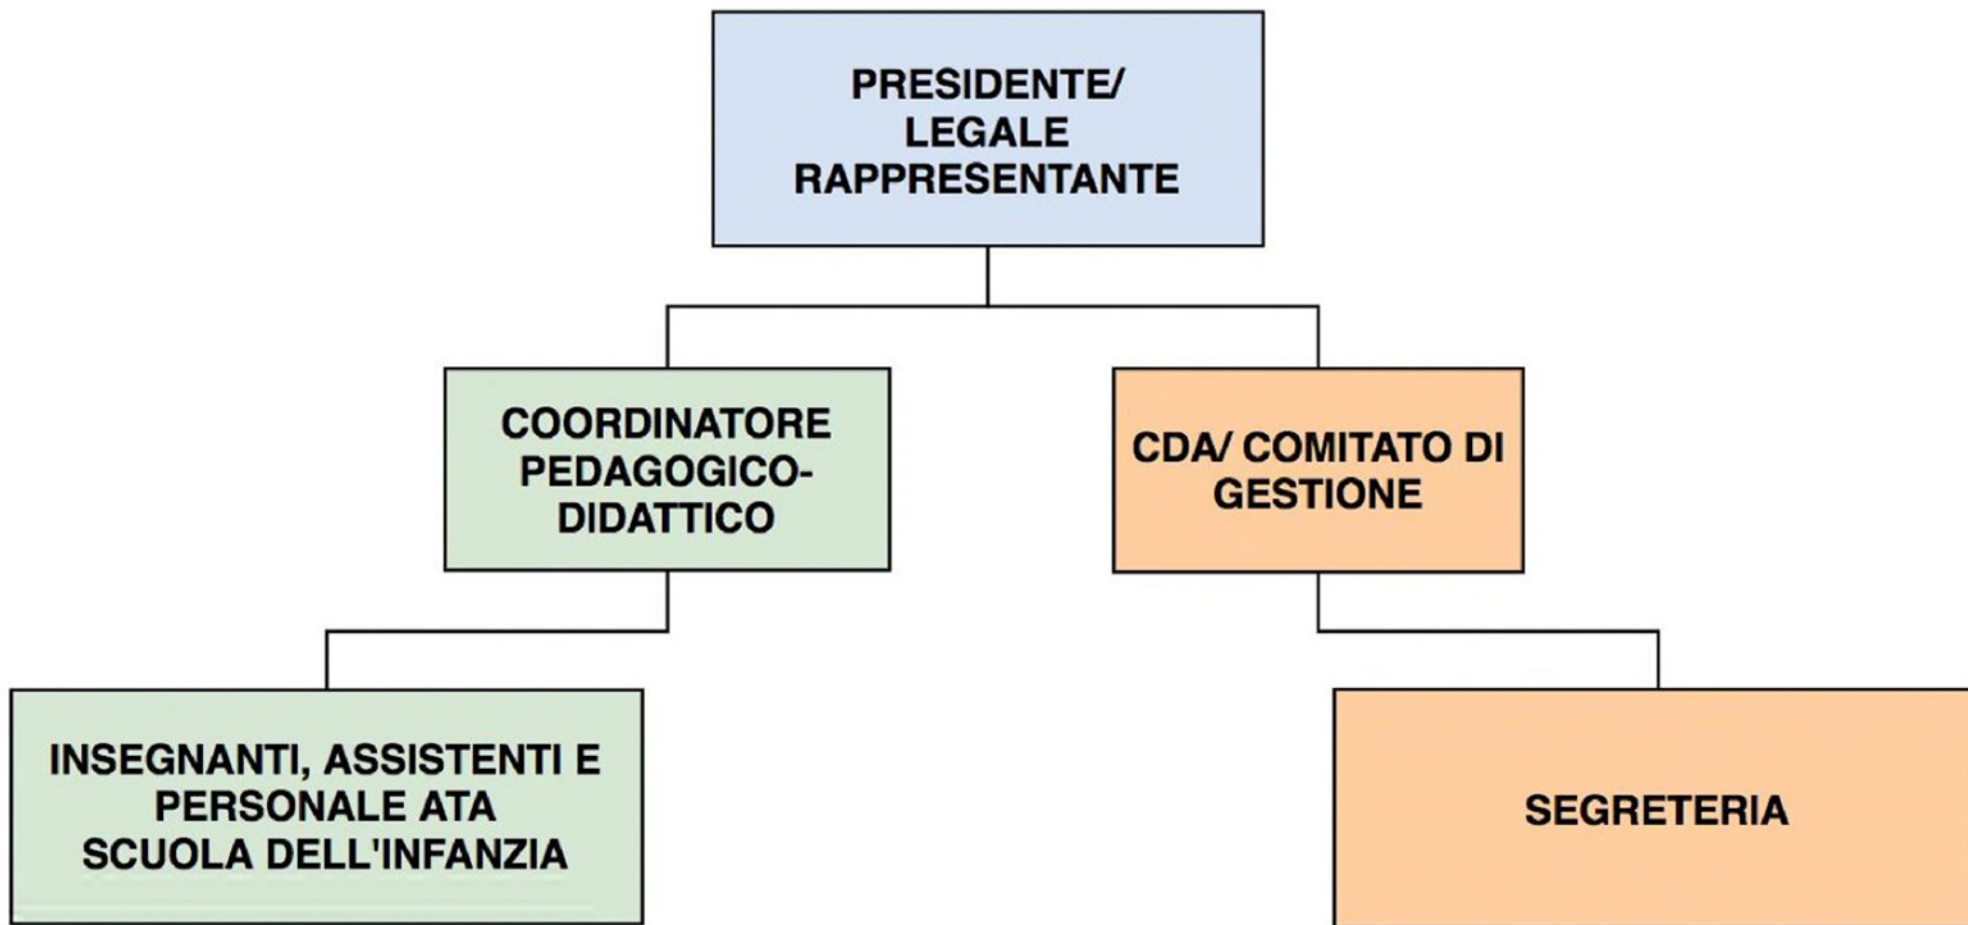 PRESIDENTE/
LEGALE
RAPPRESENTANTE
COORDINATORE
PEDAGOGICO-
DIDATTICO
CDA/ COMITATO DI
GESTIONE
INSEGNANTI, ASSISTENTI E
PERSONALE ATA
SCUOLA DELL'INFANZIA
SEGRETERIA